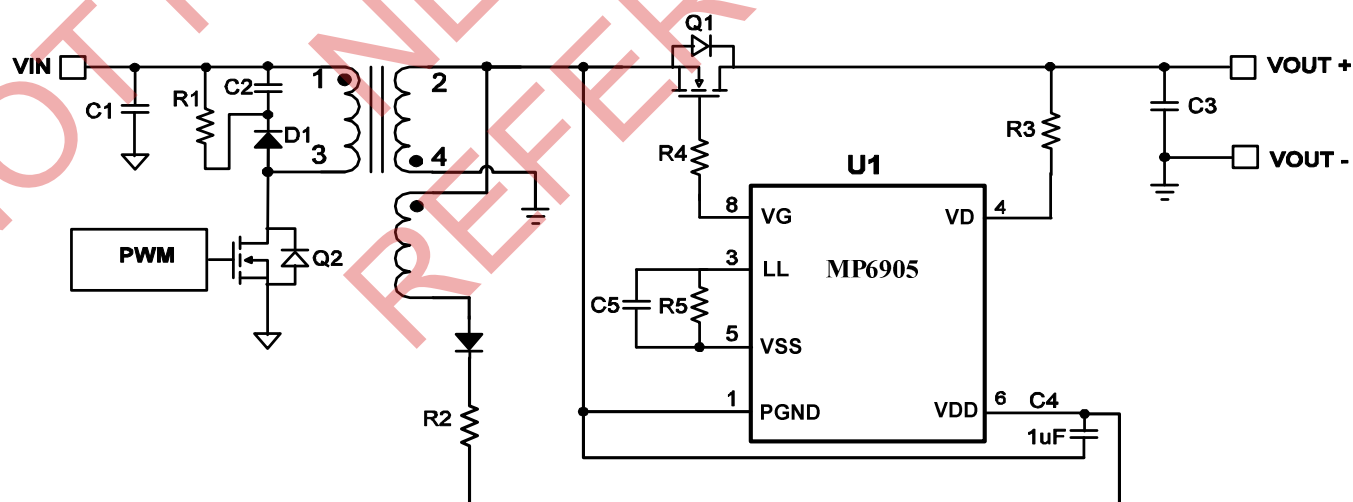 Q1
VIN
VOUT +
1
2
C2
R1
C1
D1
C3
R3
R4
3
4
VOUT -
U1
8
VG
VD
4
PWM
Q2
3
LL
MP6905
C5
R5
5
VSS
1
PGND
VDD
6
C4
R2
1uF
REFER